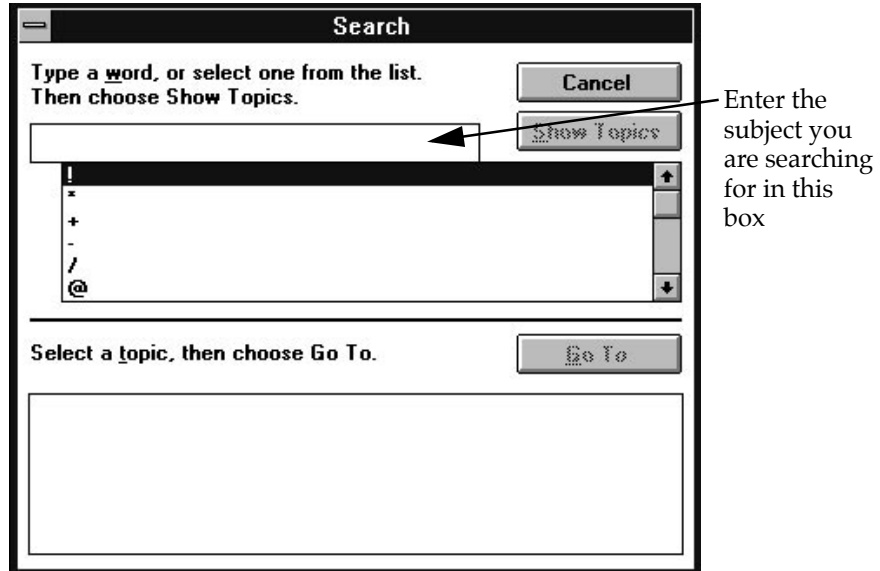 Search
Type a word, or select one from the list.
Then choose Show Topics.
Cancel
Show Topics
!
*
+
-
/
@
Select a topic, then choose Go To.
Go To
Enter the
subject you
are searching
for in this
box